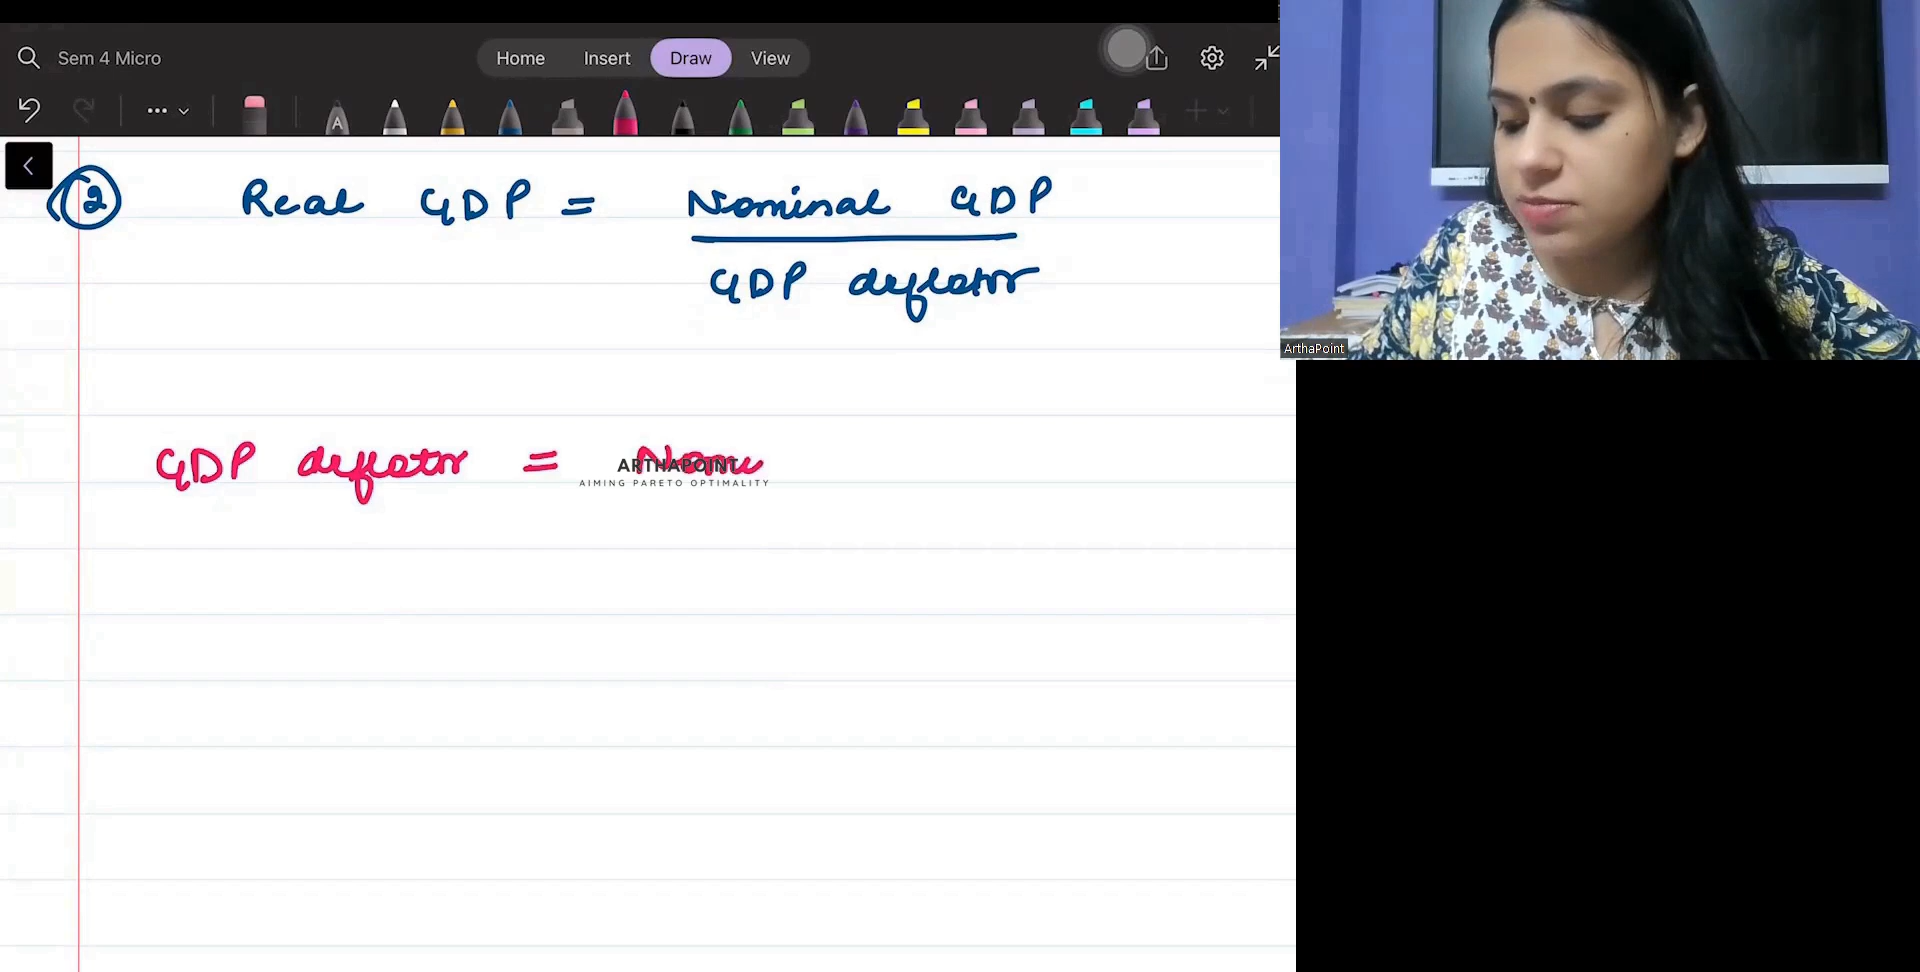 Sem 4 Micro
Home Insert Draw View
A
② Real GDP = Nominal GDP
GDP deflator
ArthaPoint
GDP deflator = Nomi
ARTHAPOINT
AIMING PARETO OPTIMALITY